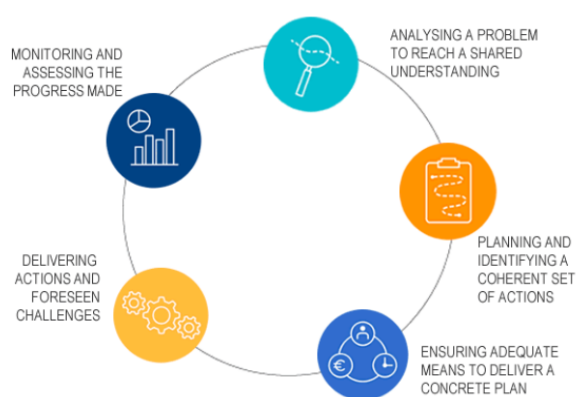 ANALYSING A PROBLEM
TO REACH A SHARED
UNDERSTANDING
PLANNING AND
IDENTIFYING A
COHERENT SET
OF ACTIONS
ENSURING ADEQUATE
MEANS TO DELIVER A
CONCRETE PLAN
€
DELIVERING
ACTIONS AND
FORESEEN
CHALLENGES
MONITORING AND
ASSESSING THE
PROGRESS MADE